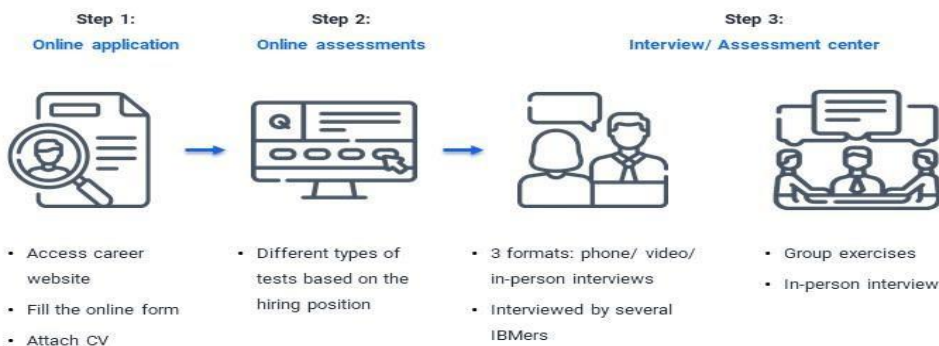 Step 1:
Online application
Step 2:
Online assessments
Step 3:
Interview/ Assessment center
Q
• Access career
website
• Fill the online form
• Attach CV
• Different types of
tests based on the
hiring position
• 3 formats: phone/ video/
in-person interviews
• Interviewed by several
IBMers
• Group exercises
• In-person interview